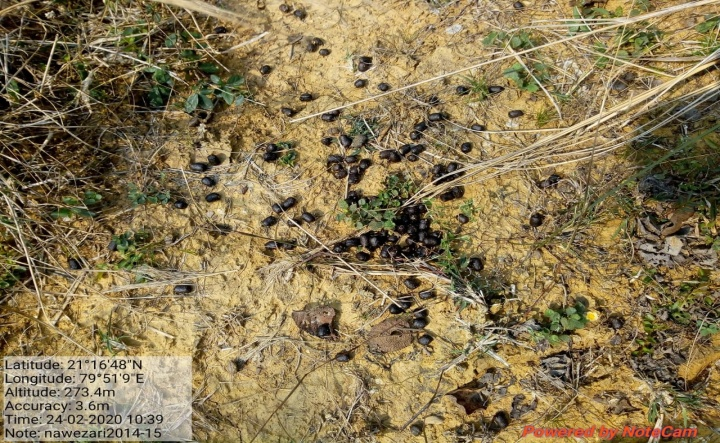 Latitude: 21°16'48"N
Longitude: 79°51'9"E
Altitude: 273.4m
Accuracy: 3.6m
Time: 24-02-2020 10:39
Note: nawezari2014-15
Powered by NoteCam